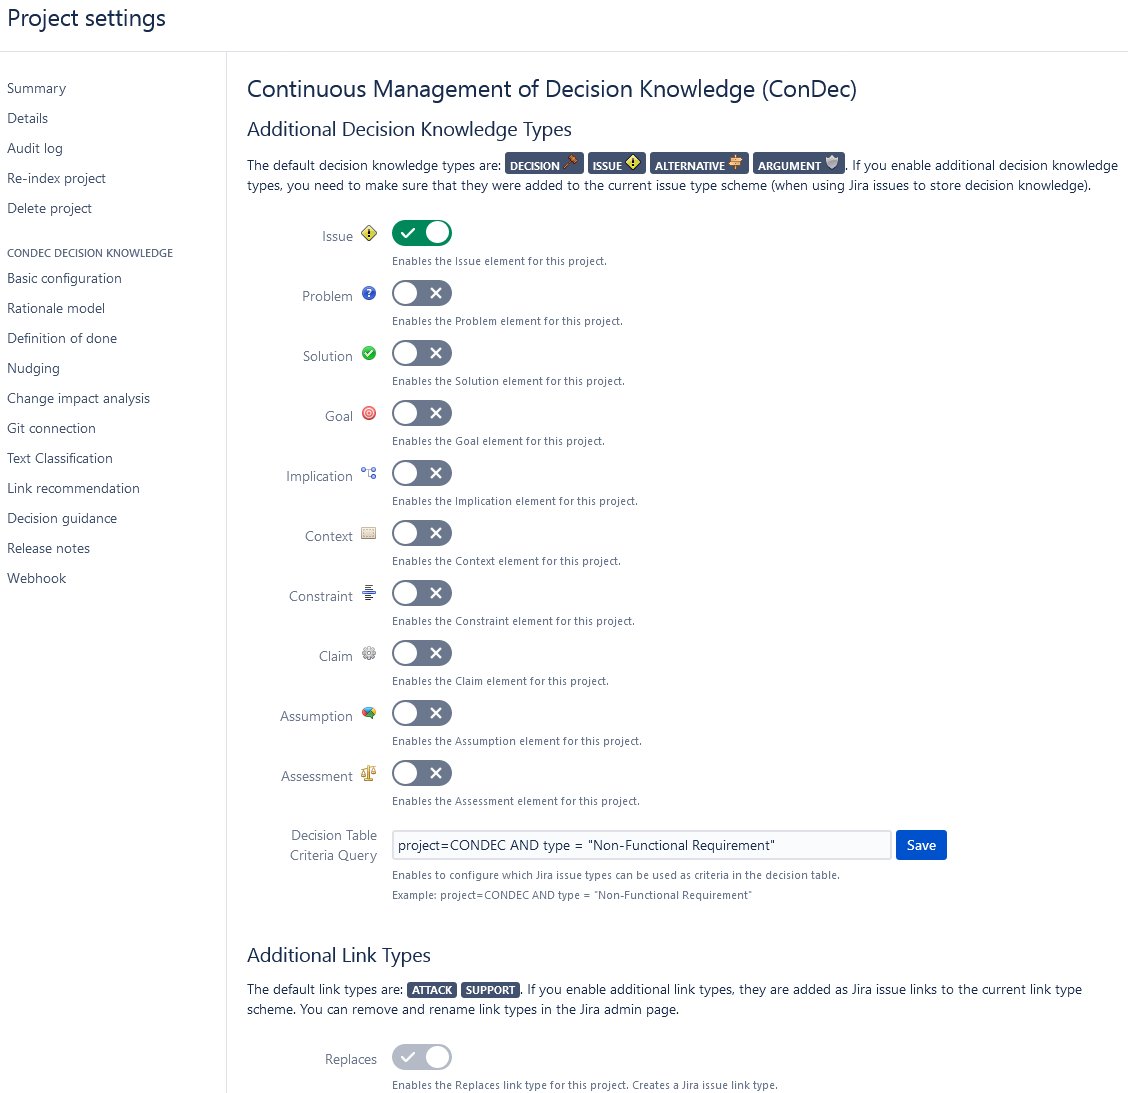 Project settings
Summary
Details
Audit log
Re-index project
Delete project
CONDEC DECISION KNOWLEDGE
Basic configuration
Rationale model
Definition of done
Nudging
Change impact analysis
Git connection
Text Classification
Link recommendation
Decision guidance
Release notes
Webhook
Continuous Management of Decision Knowledge (ConDec)
Additional Decision Knowledge Types
The default decision knowledge types are: DECISION ISSUE ALTERNATIVE ARGUMENT. If you enable additional decision knowledge
types, you need to make sure that they were added to the current issue type scheme (when using Jira issues to store decision knowledge).
Issue
Enables the Issue element for this project.
Problem
Enables the Problem element for this project.
Solution
Enables the Solution element for this project.
Goal
Enables the Goal element for this project.
Implication
Enables the Implication element for this project.
Context
Enables the Context element for this project.
Constraint
Enables the Constraint element for this project.
Claim
Enables the Claim element for this project.
Assumption
Enables the Assumption element for this project.
Assessment
Enables the Assessment element for this project.
Decision Table
Criteria Query
project=CONDEC AND type = "Non-Functional Requirement" Save
Enables to configure which Jira issue types can be used as criteria in the decision table.
Example: project=CONDEC AND type = "Non-Functional Requirement"
Additional Link Types
The default link types are: ATTACK SUPPORT. If you enable additional link types, they are added as Jira issue links to the current link type
scheme. You can remove and rename link types in the Jira admin page.
Replaces
Enables the Replaces link type for this project. Creates a Jira issue link type.